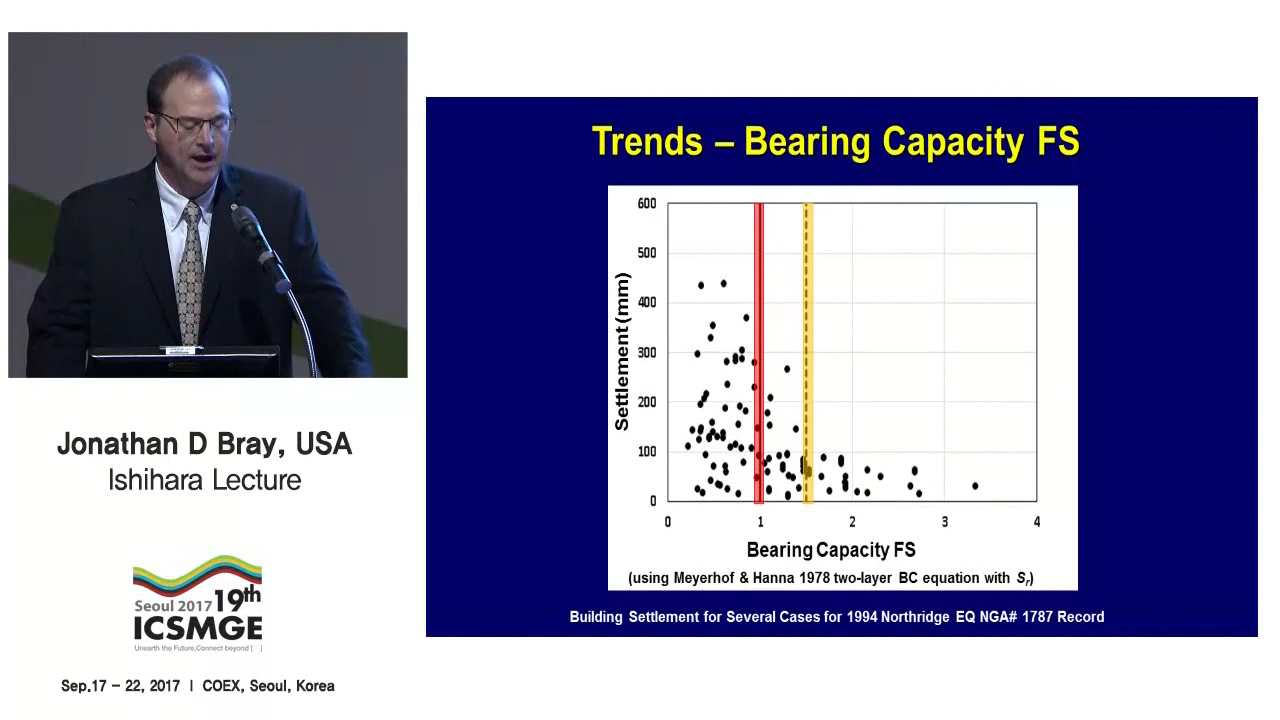 Jonathan D Bray, USA
Ishihara Lecture
Seoul 2017 19th
ICSMGE
Unearth the Future, Connect beyond [ ]
Sep.17 – 22, 2017 | COEX, Seoul, Korea
Trends – Bearing Capacity FS
600
500
400
300
200
100
0
Settlement (mm)
0 1 2 3 4
Bearing Capacity FS
(using Meyerhof & Hanna 1978 two-layer BC equation with Sr)
Building Settlement for Several Cases for 1994 Northridge EQ NGA# 1787 Record